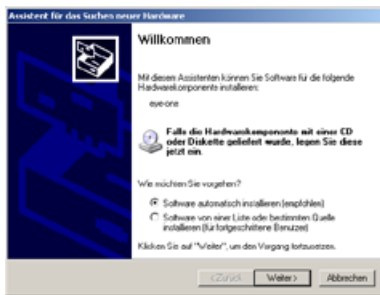 Assistent für das Suchen neuer Hardware
Willkommen
Mit diesem Assistenten können Sie Software für die folgende
Hardwarekomponente installieren:
eye-one
Falls die Hardwarekomponente mit einer CD
oder Diskette geliefert wurde, legen Sie diese
jetzt ein.
Wie möchten Sie vorgehen?
Software automatisch installieren (empfohlen)
Software von einer Liste oder bestimmten Quelle
installieren (für fortgeschrittene Benutzer)
Klicken Sie auf "Weiter", um den Vorgang fortzusetzen.
< Zurück Weiter > Abbrechen